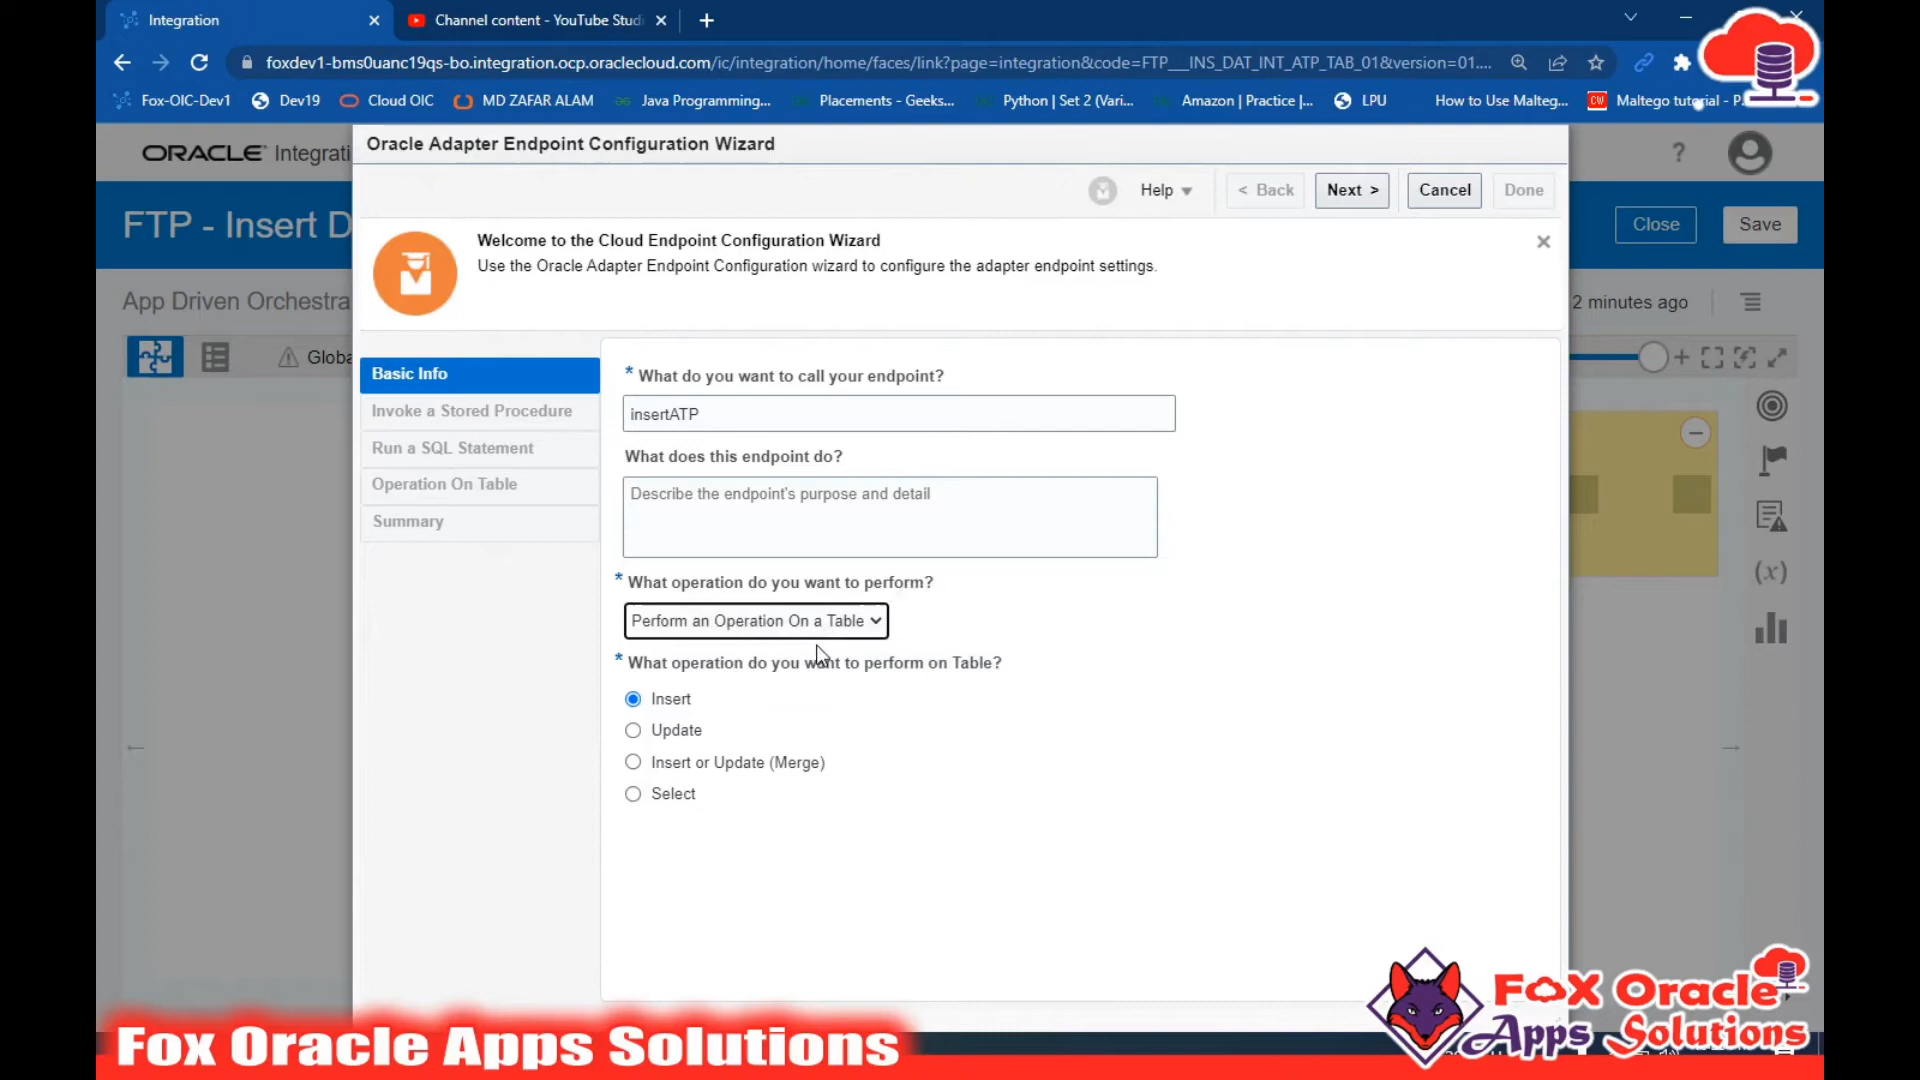 Integration
Channel content - YouTube Stud
foxdev1-bms0uanc19qs-bo.integration.ocp.oraclecloud.com/ic/integration/home/faces/link?page=integration&code=FTP__INS_DAT_INT_ATP_TAB_01&version=01....
Fox-OIC-Dev1 Dev19 Cloud OIC MD ZAFAR ALAM Java Programming... Placements - Geeks... Python | Set 2 (Vari... Amazon | Practice |... LPU How to Use Malteg... CW Maltego tutorial - P...
ORACLE Integrati
Oracle Adapter Endpoint Configuration Wizard
?
Help < Back Next > Cancel Done
FTP - Insert D
Close Save
Welcome to the Cloud Endpoint Configuration Wizard
Use the Oracle Adapter Endpoint Configuration wizard to configure the adapter endpoint settings.
App Driven Orchestra
2 minutes ago
Globa
Basic Info
Invoke a Stored Procedure
Run a SQL Statement
Operation On Table
Summary
* What do you want to call your endpoint?
insertATP
What does this endpoint do?
Describe the endpoint's purpose and detail
* What operation do you want to perform?
Perform an Operation On a Table
* What operation do you want to perform on Table?
Insert
Update
Insert or Update (Merge)
Select
(x)
Fox Oracle Apps Solutions
Fox Oracle
Apps Solutions